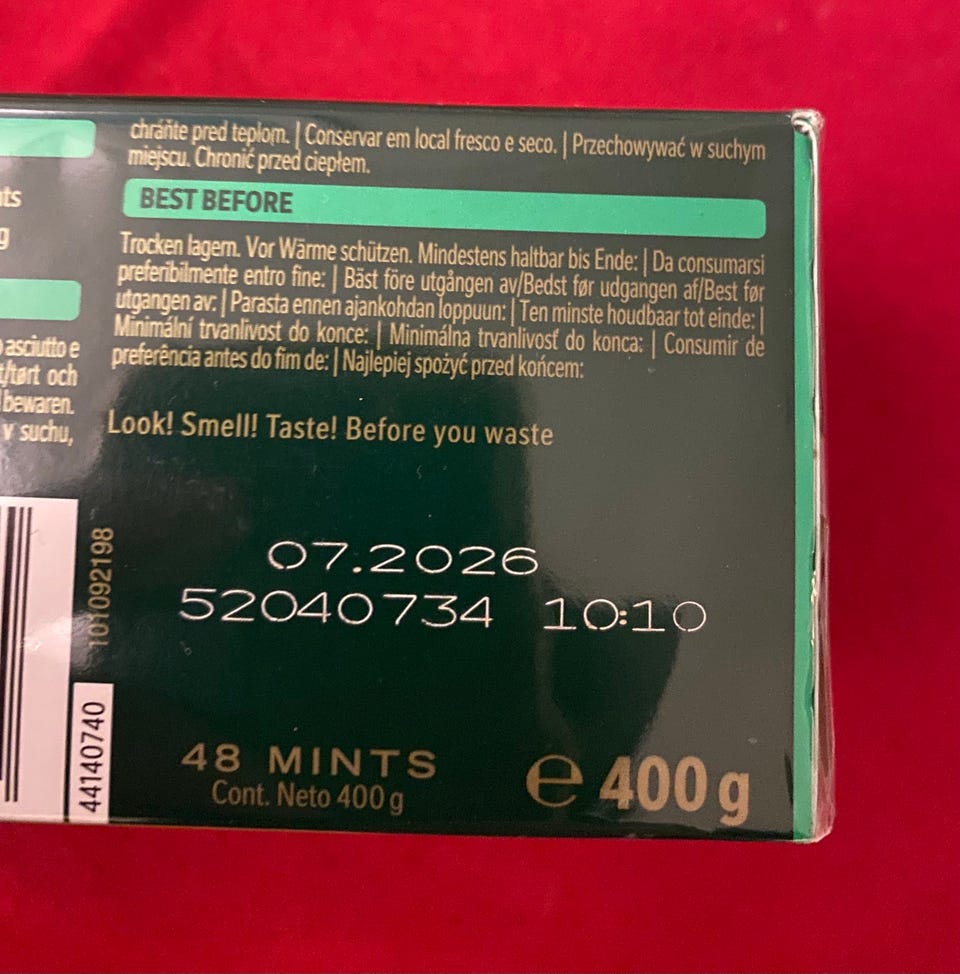 chráňte pred teplom. | Conservar em local fresco e seco. | Przechowywać w suchym
miejscu. Chronić przed ciepłem.
BEST BEFORE
Trocken lagern. Vor Wärme schützen. Mindestens haltbar bis Ende: | Da consumarsi
preferibilmente entro fine: | Bäst före utgången av/Bedst før udgangen af/Best før
utgangen av: | Parasta ennen ajankohdan loppuun: | Ten minste houdbaar tot einde: |
Minimální trvanlivost do konce: | Minimálna trvanlivosť do konca: | Consumir de
preferência antes do fim de: | Najlepiej spożyć przed końcem:
Look! Smell! Taste! Before you waste
07.2026
52040734 10:10
48 MINTS
Cont. Neto 400 g
e 400 g
nts
g
asciutto e
t/tørt och
bewaren.
v suchu,
101092198
44140740